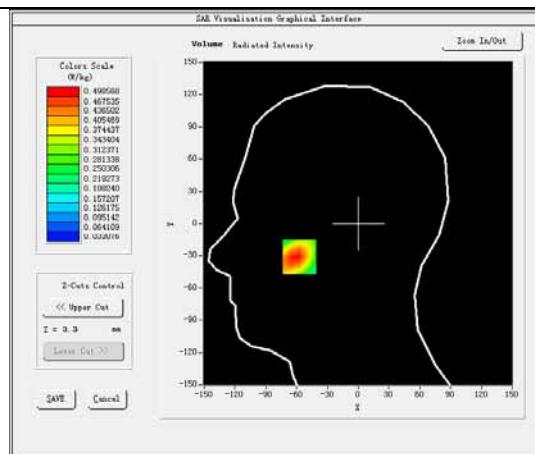 SAR Visualisation Graphical Interface
Volume Radiated Intensity
Zoom In/Out
Colors Scale
(W/kg)
0.498568
0.467535
0.436502
0.405469
0.374437
0.343404
0.312371
0.281338
0.250306
0.219273
0.188240
0.157207
0.126175
0.095142
0.064109
0.033076
Z-Cuts Control
<< Upper Cut
Z = 3.3 mm
Lower Cut >>
SAVE
Cancel
150
120
90
60
30
0
-30
-60
-90
-120
-150
Y
-150
-120
-90
-60
-30
0
30
60
90
120
150
X